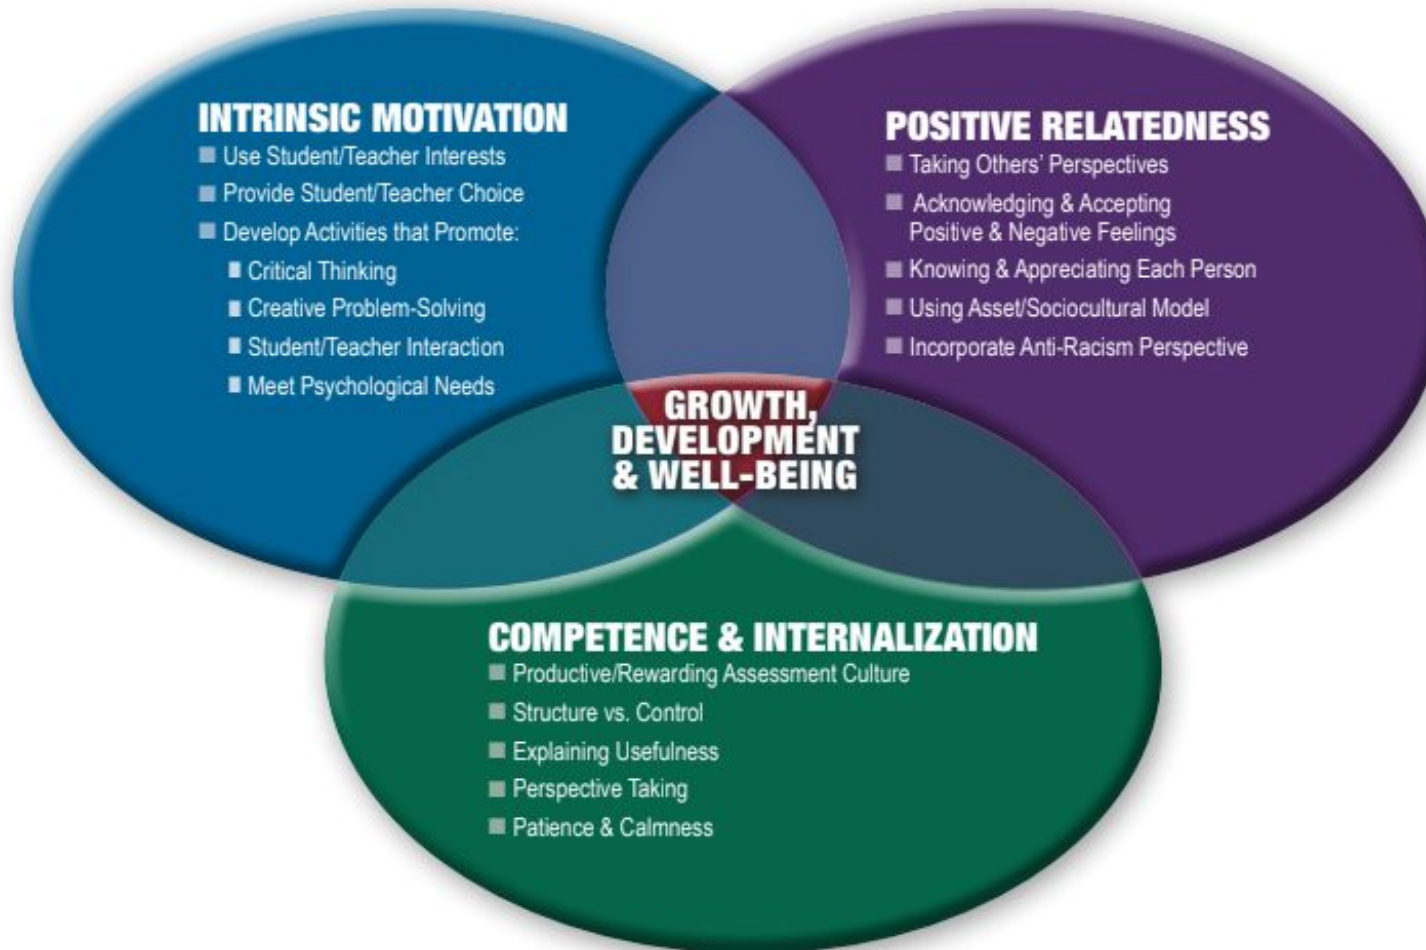 INTRINSIC MOTIVATION
Use Student/Teacher Interests
Provide Student/Teacher Choice
Develop Activities that Promote:
Critical Thinking
Creative Problem-Solving
Student/Teacher Interaction
Meet Psychological Needs
POSITIVE RELATEDNESS
Taking Others’ Perspectives
Acknowledging & Accepting
Positive & Negative Feelings
Knowing & Appreciating Each Person
Using Asset/Sociocultural Model
Incorporate Anti-Racism Perspective
GROWTH,
DEVELOPMENT
& WELL-BEING
COMPETENCE & INTERNALIZATION
Productive/Rewarding Assessment Culture
Structure vs. Control
Explaining Usefulness
Perspective Taking
Patience & Calmness